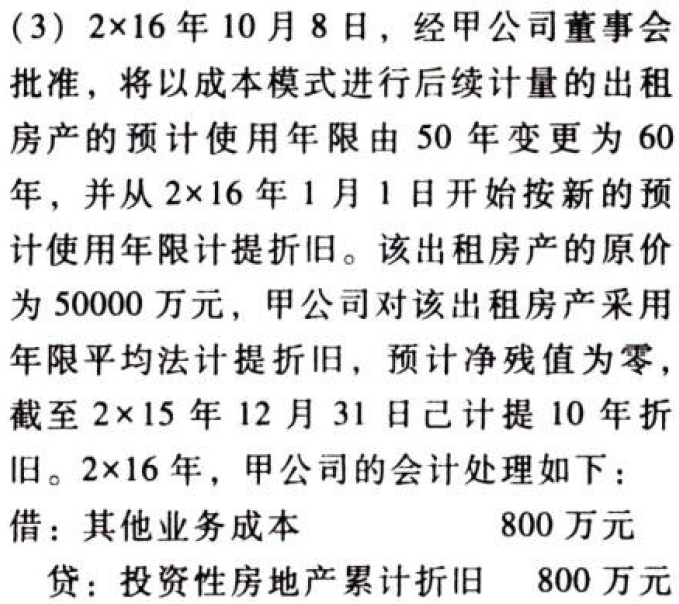 (3) 2×16 年 10 月 8 日，经甲公司董事会
批准，将以成本模式进行后续计量的出租
房产的预计使用年限由 50 年变更为 60
年，并从 2×16 年 1 月 1 日开始按新的预
计使用年限计提折旧。该出租房产的原价
为 50000 万元，甲公司对该出租房产采用
年限平均法计提折旧，预计净残值为零，
截至 2×15 年 12 月 31 日己计提 10 年折
旧。2×16 年，甲公司的会计处理如下：
借：其他业务成本 800 万元
贷：投资性房地产累计折旧 800 万元